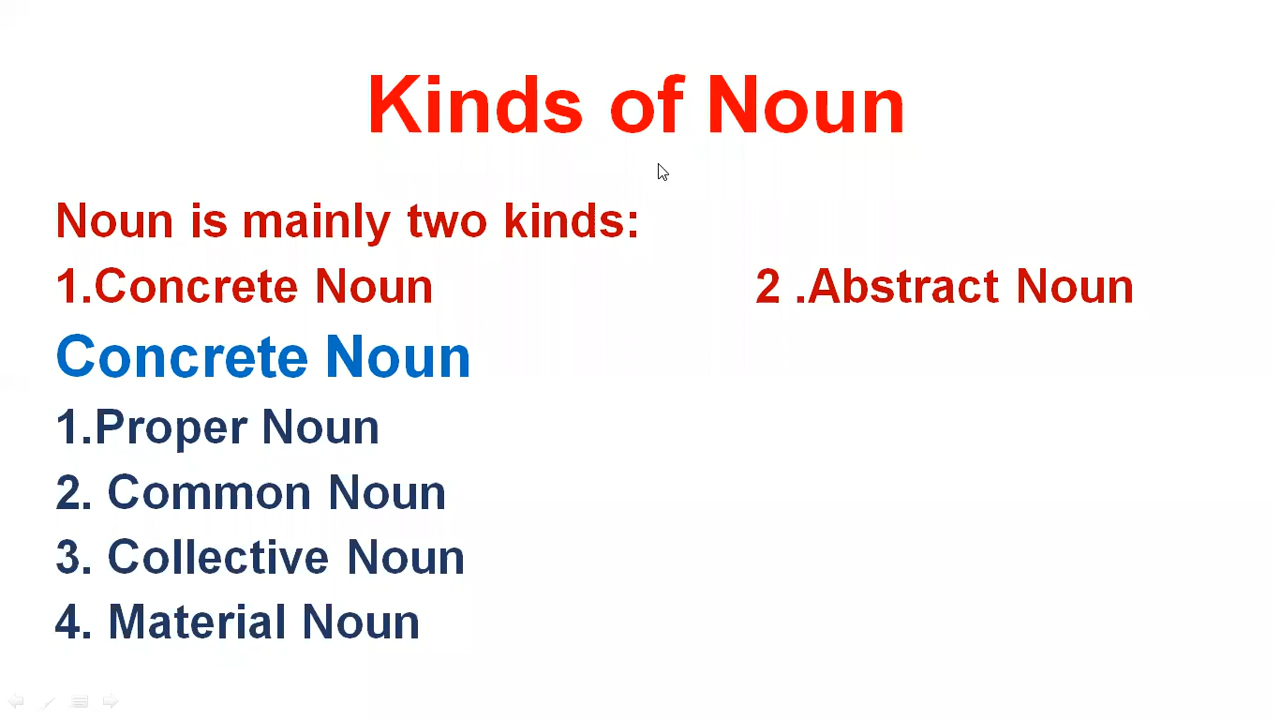 Kinds of Noun
Noun is mainly two kinds:
1.Concrete Noun 2 .Abstract Noun
Concrete Noun
1.Proper Noun
2. Common Noun
3. Collective Noun
4. Material Noun